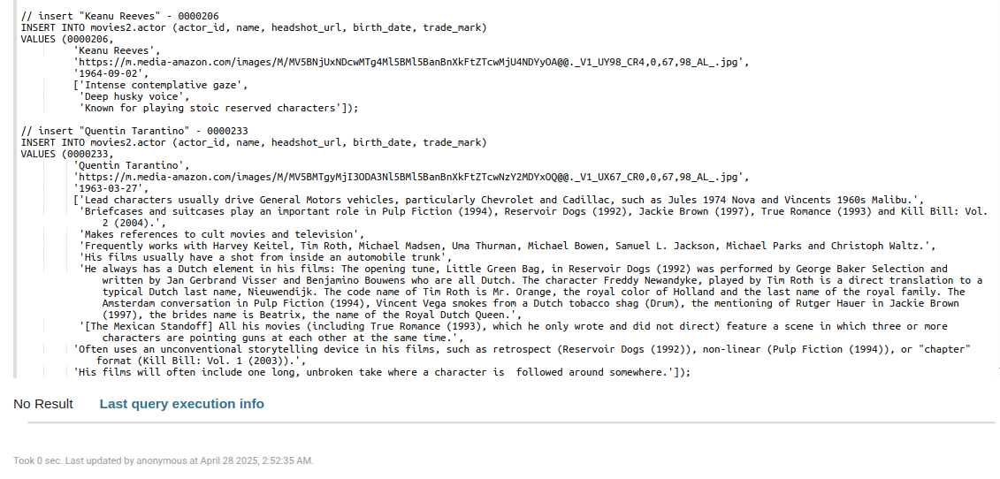 // insert "Keanu Reeves" - 0000206
INSERT INTO movies2.actor (actor_id, name, headshot_url, birth_date, trade_mark)
VALUES (0000206,
'Keanu Reeves',
'https://m.media-amazon.com/images/M/MV5BNjUxNDcwMTg4Ml5BMl5BanBnXkFtZTcwMjU4NDYyOA@@._V1_UY98_CR4,0,67,98_AL_.jpg',
'1964-09-02',
['Intense contemplative gaze',
'Deep husky voice',
'Known for playing stoic reserved characters']);
// insert "Quentin Tarantino" - 0000233
INSERT INTO movies2.actor (actor_id, name, headshot_url, birth_date, trade_mark)
VALUES (0000233,
'Quentin Tarantino',
'https://m.media-amazon.com/images/M/MV5BMTgyMjI3ODA3Nl5BMl5BanBnXkFtZTcwNzY2MDYxOQ@@._V1_UX67_CR0,0,67,98_AL_.jpg',
'1963-03-27',
['Lead characters usually drive General Motors vehicles, particularly Chevrolet and Cadillac, such as Jules 1974 Nova and Vincents 1960s Malibu.',
'Briefcases and suitcases play an important role in Pulp Fiction (1994), Reservoir Dogs (1992), Jackie Brown (1997), True Romance (1993) and Kill Bill: Vol.
2 (2004).',
'Makes references to cult movies and television',
'Frequently works with Harvey Keitel, Tim Roth, Michael Madsen, Uma Thurman, Michael Bowen, Samuel L. Jackson, Michael Parks and Christoph Waltz.',
'His films usually have a shot from inside an automobile trunk',
'He always has a Dutch element in his films: The opening tune, Little Green Bag, in Reservoir Dogs (1992) was performed by George Baker Selection and
written by Jan Gerbrand Visser and Benjamino Bouwens who are all Dutch. The character Freddy Newandyke, played by Tim Roth is a direct translation to a
typical Dutch last name, Nieuwendijk. The code name of Tim Roth is Mr. Orange, the royal color of Holland and the last name of the royal family. The
Amsterdam conversation in Pulp Fiction (1994), Vincent Vega smokes from a Dutch tobacco shag (Drum), the mentioning of Rutger Hauer in Jackie Brown
(1997), the brides name is Beatrix, the name of the Royal Dutch Queen.',
'[The Mexican Standoff] All his movies (including True Romance (1993), which he only wrote and did not direct) feature a scene in which three or more
characters are pointing guns at each other at the same time.',
'Often uses an unconventional storytelling device in his films, such as retrospect (Reservoir Dogs (1992)), non-linear (Pulp Fiction (1994)), or "chapter"
format (Kill Bill: Vol. 1 (2003)).',
'His films will often include one long, unbroken take where a character is  followed around somewhere.']);
No Result Last query execution info
Took 0 sec. Last updated by anonymous at April 28 2025, 2:52:35 AM.